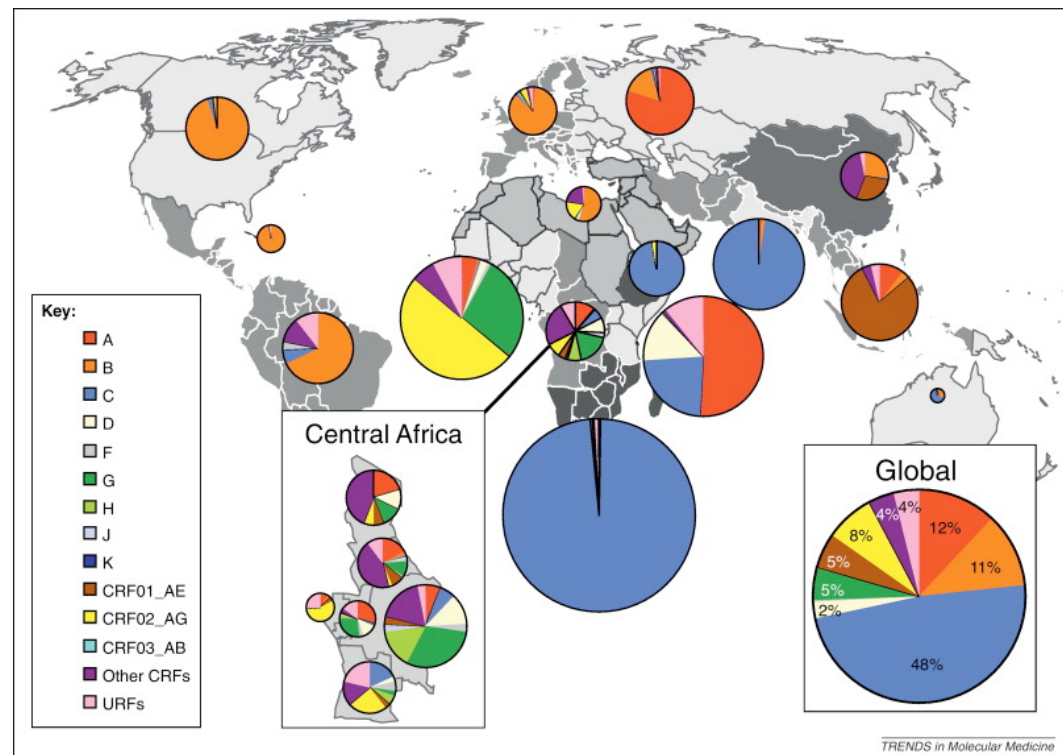 Key:
A
B
C
D
F
G
H
J
K
CRF01_AE
CRF02_AG
CRF03_AB
Other CRFs
URFs
Central Africa
Global
4%
4%
12%
8%
11%
5%
5%
2%
48%
TRENDS in Molecular Medicine